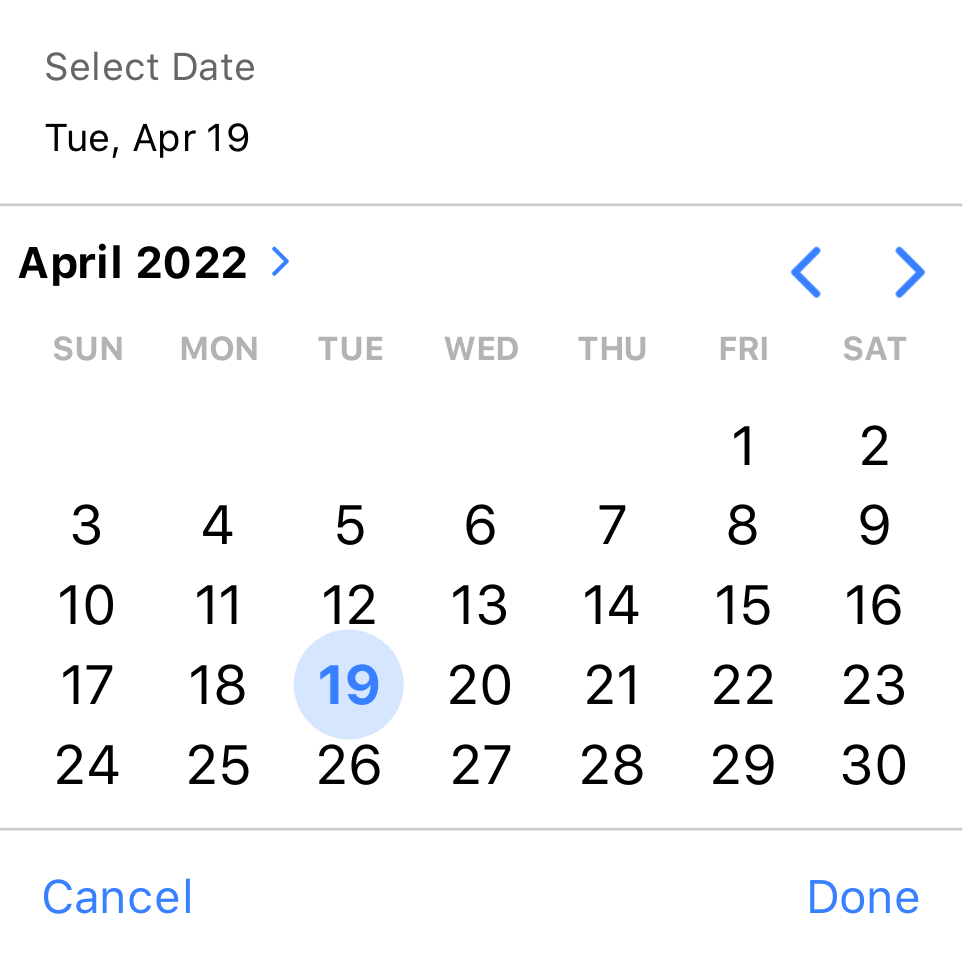 Select Date
Tue, Apr 19
April 2022
SUN MON TUE WED THU FRI SAT
1 2
3 4 5 6 7 8 9
10 11 12 13 14 15 16
17 18 19 20 21 22 23
24 25 26 27 28 29 30
Cancel Done